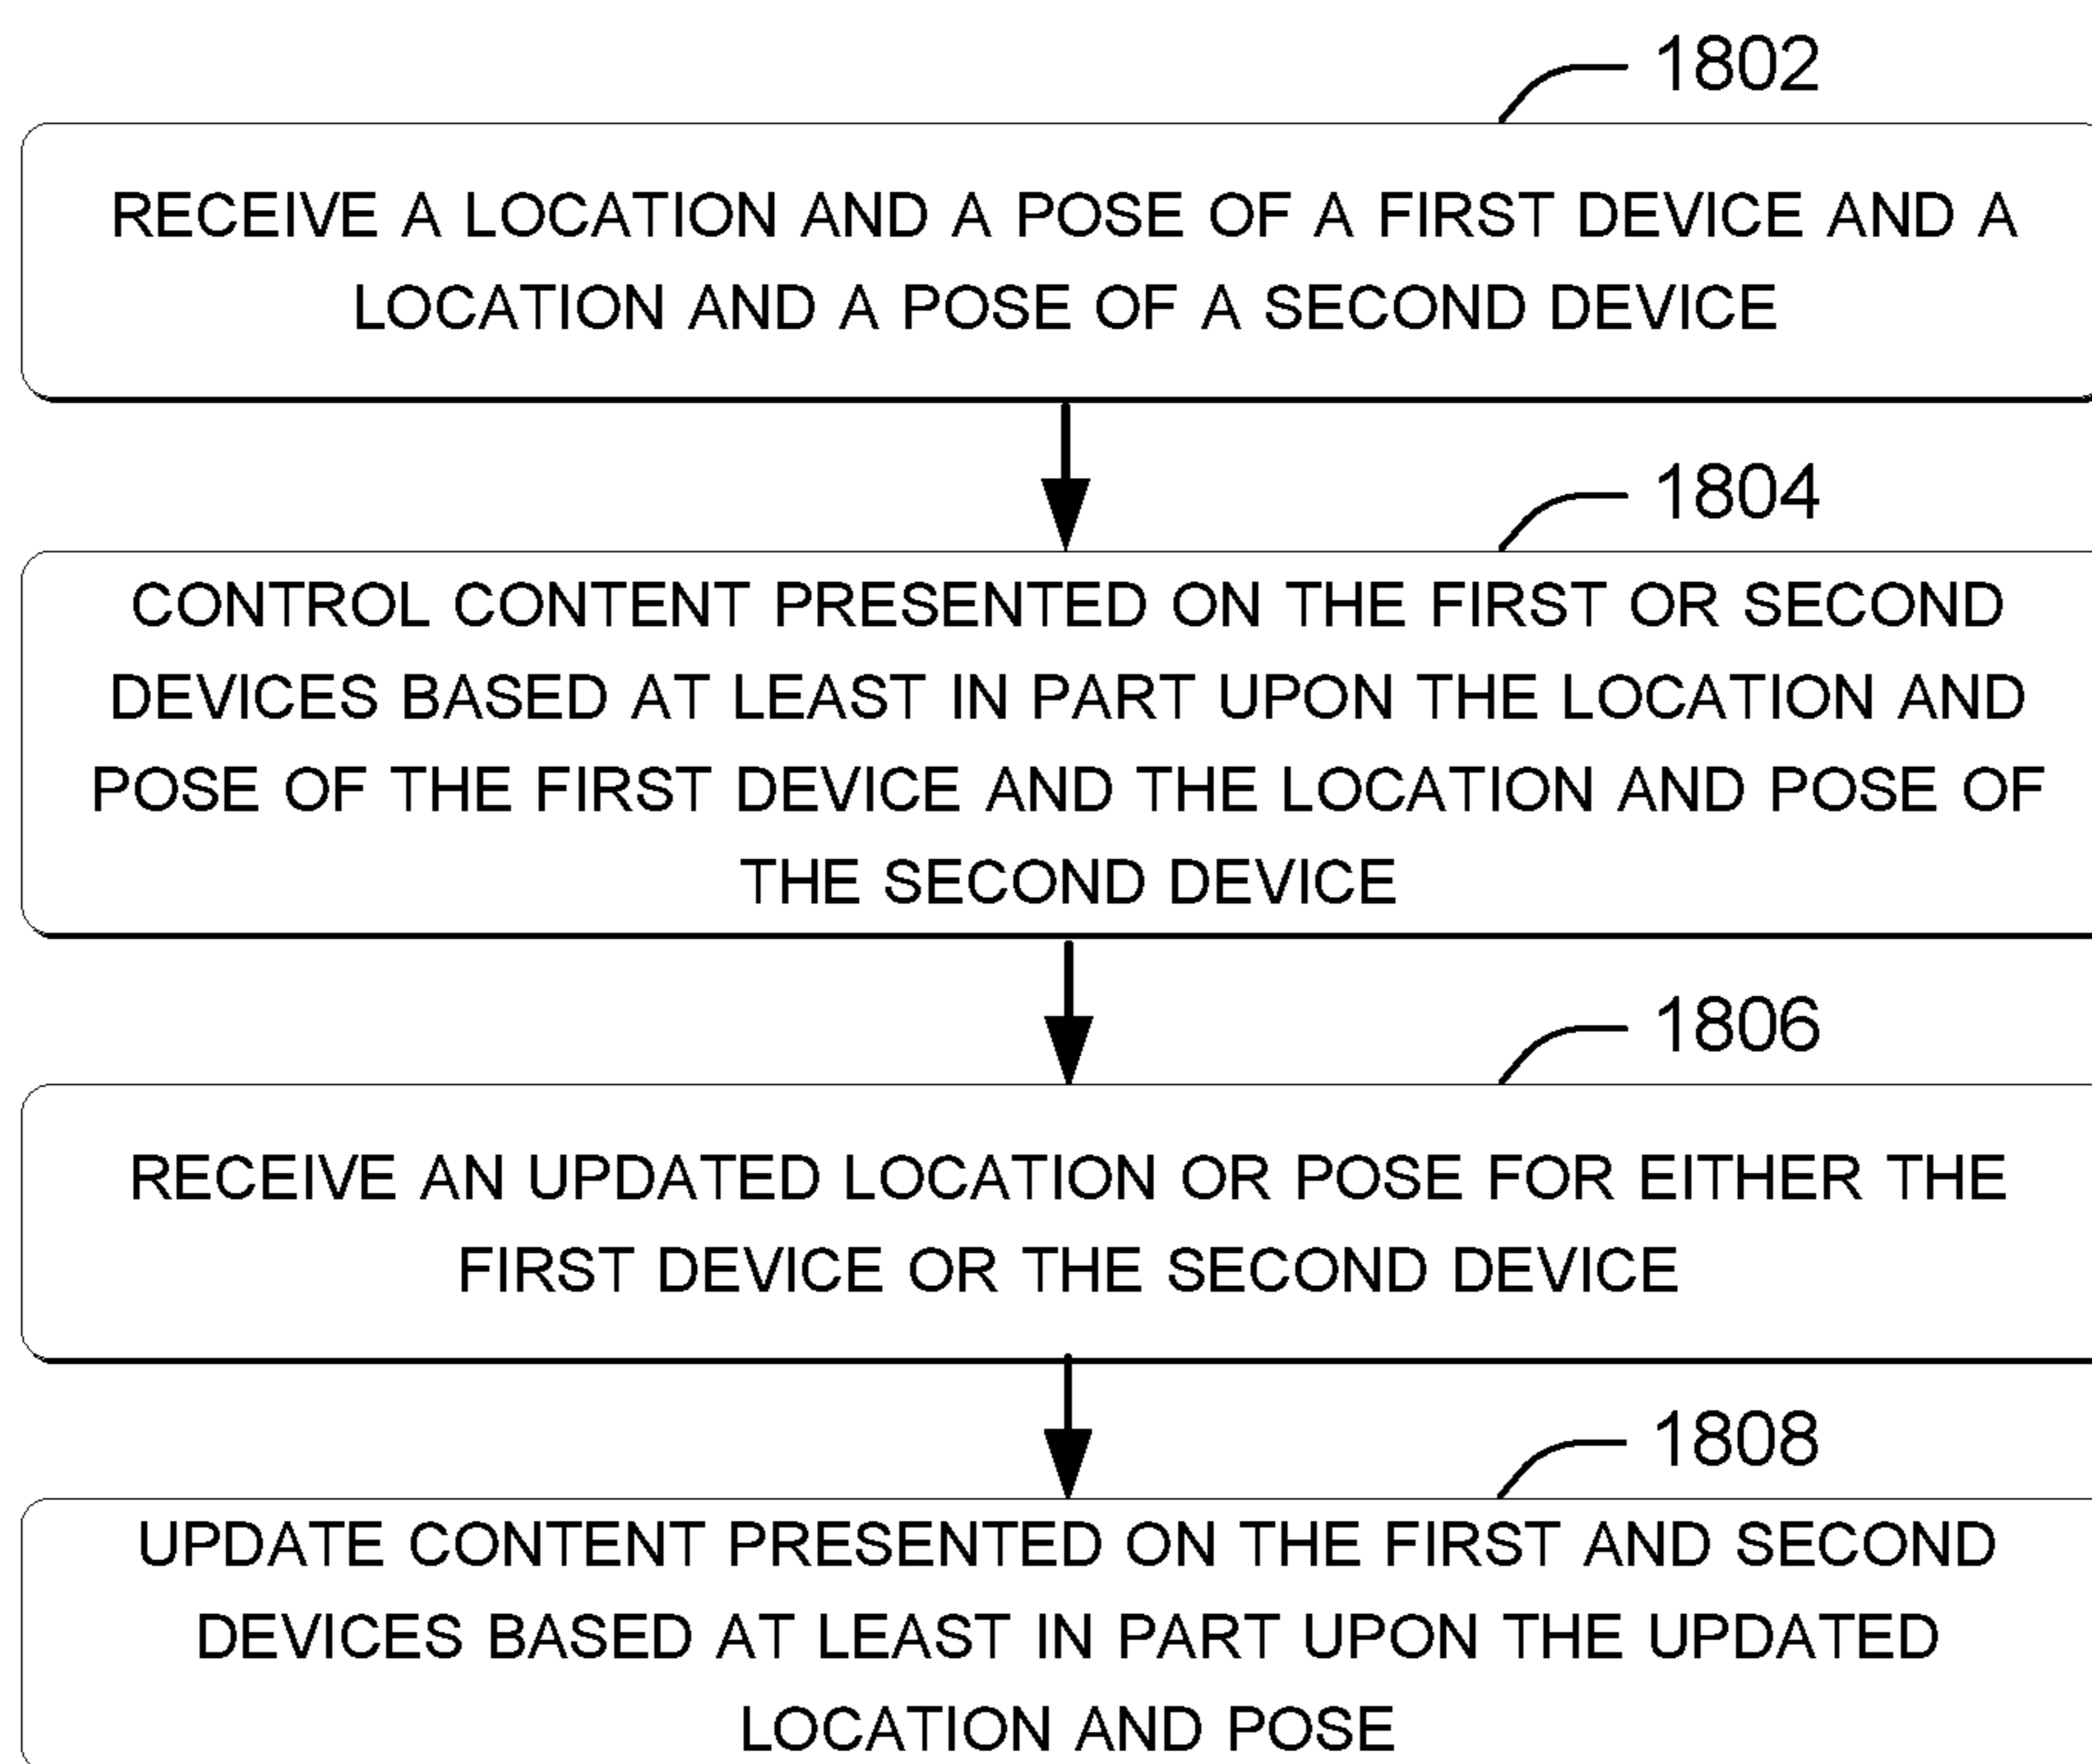 1802
RECEIVE A LOCATION AND A POSE OF A FIRST DEVICE AND A
LOCATION AND A POSE OF A SECOND DEVICE
1804
CONTROL CONTENT PRESENTED ON THE FIRST OR SECOND
DEVICES BASED AT LEAST IN PART UPON THE LOCATION AND
POSE OF THE FIRST DEVICE AND THE LOCATION AND POSE OF
THE SECOND DEVICE
1806
RECEIVE AN UPDATED LOCATION OR POSE FOR EITHER THE
FIRST DEVICE OR THE SECOND DEVICE
1808
UPDATE CONTENT PRESENTED ON THE FIRST AND SECOND
DEVICES BASED AT LEAST IN PART UPON THE UPDATED
LOCATION AND POSE